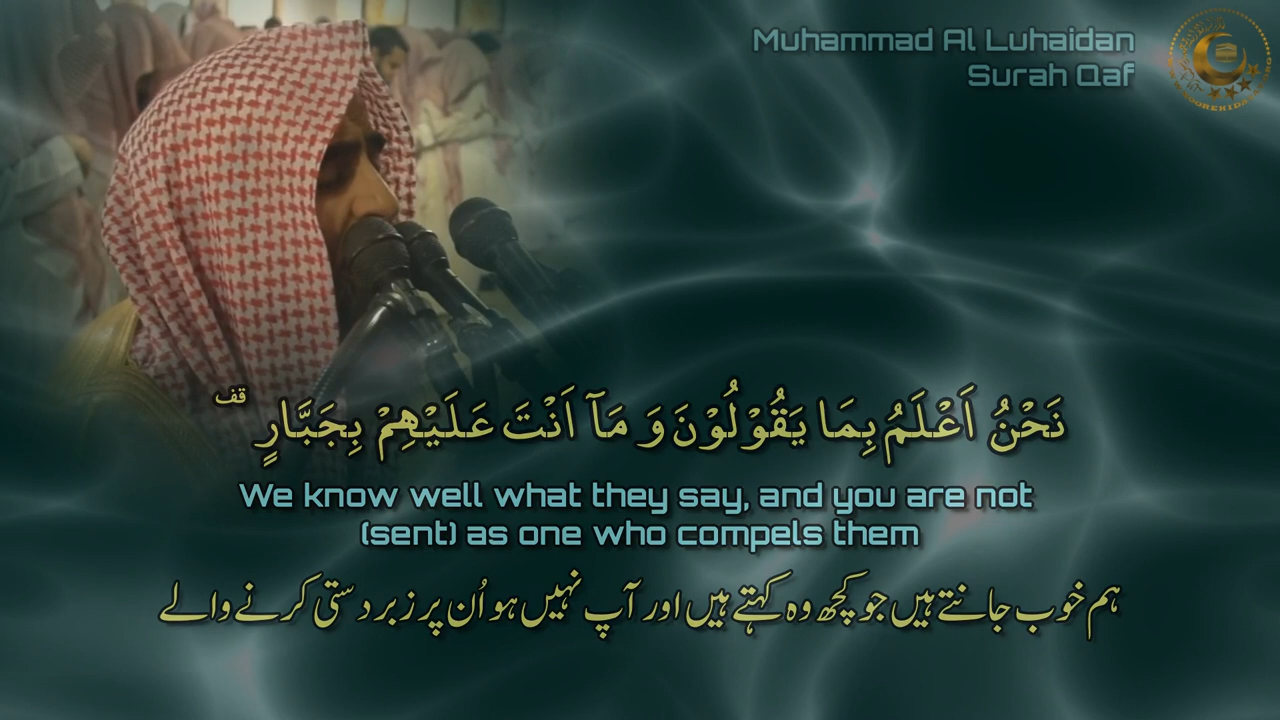 Muhammad Al Luhaidan
Surah Qaf
نَحْنُ اَعْلَمُ بِمَا يَقُوْلُوْنَ وَ مَاۤ اَنْتَ عَلَيْهِمْ بِجَبَّارٍ ۫قف
We know well what they say, and you are not
(sent) as one who compels them
ہم خوب جانتے ہیں جو کچھ وہ کہتے ہیں اور آپ نہیں ہو اُن پر زبردستی کرنے والے